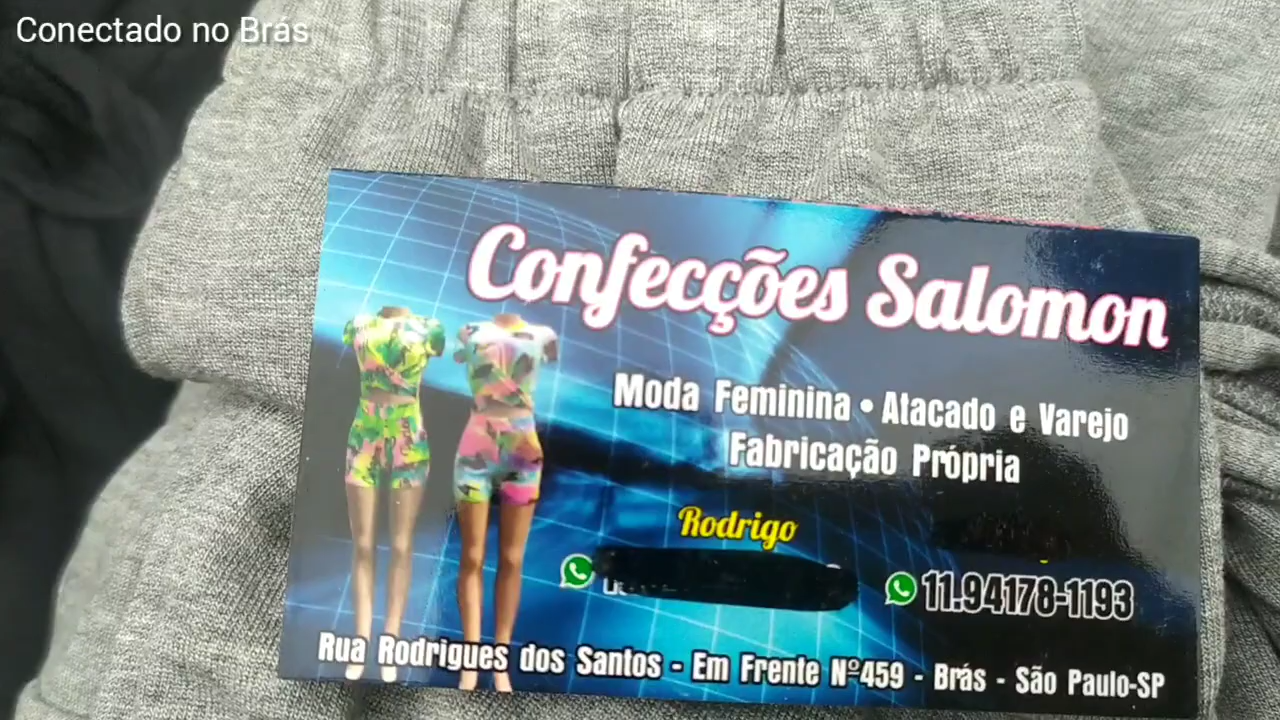 Conectado no Brás
Confecções Salomon
Moda Feminina • Atacado e Varejo
Fabricação Própria
Rodrigo
11.94178-1193
Rua Rodrigues dos Santos - Em Frente Nº459 - Brás - São Paulo-SP